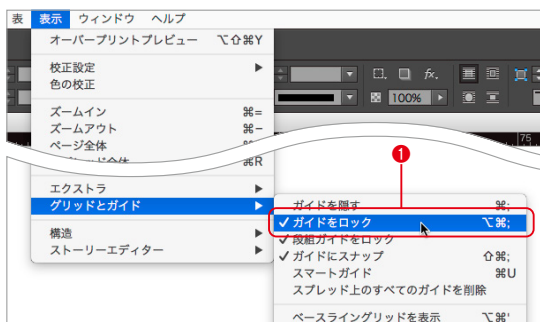 表 表示 ウィンドウ ヘルプ
オーバープリントプレビュー ⌥⇧⌘Y
校正設定 ▶
色の校正
100%
ズームイン ⌘=
ズームアウト ⌘−
ページ全体
75
⌘R
❶
エクストラ ▶
グリッドとガイド ▶
ガイドを隠す ⌘;
✓ガイドをロック ⌥⌘;
✓段組ガイドをロック
構造 ▶
✓ガイドにスナップ ⇧⌘;
ストーリーエディター ▶
スマートガイド ⌘U
スプレッド上のすべてのガイドを削除
ベースライングリッドを表示 ⌥⌘'